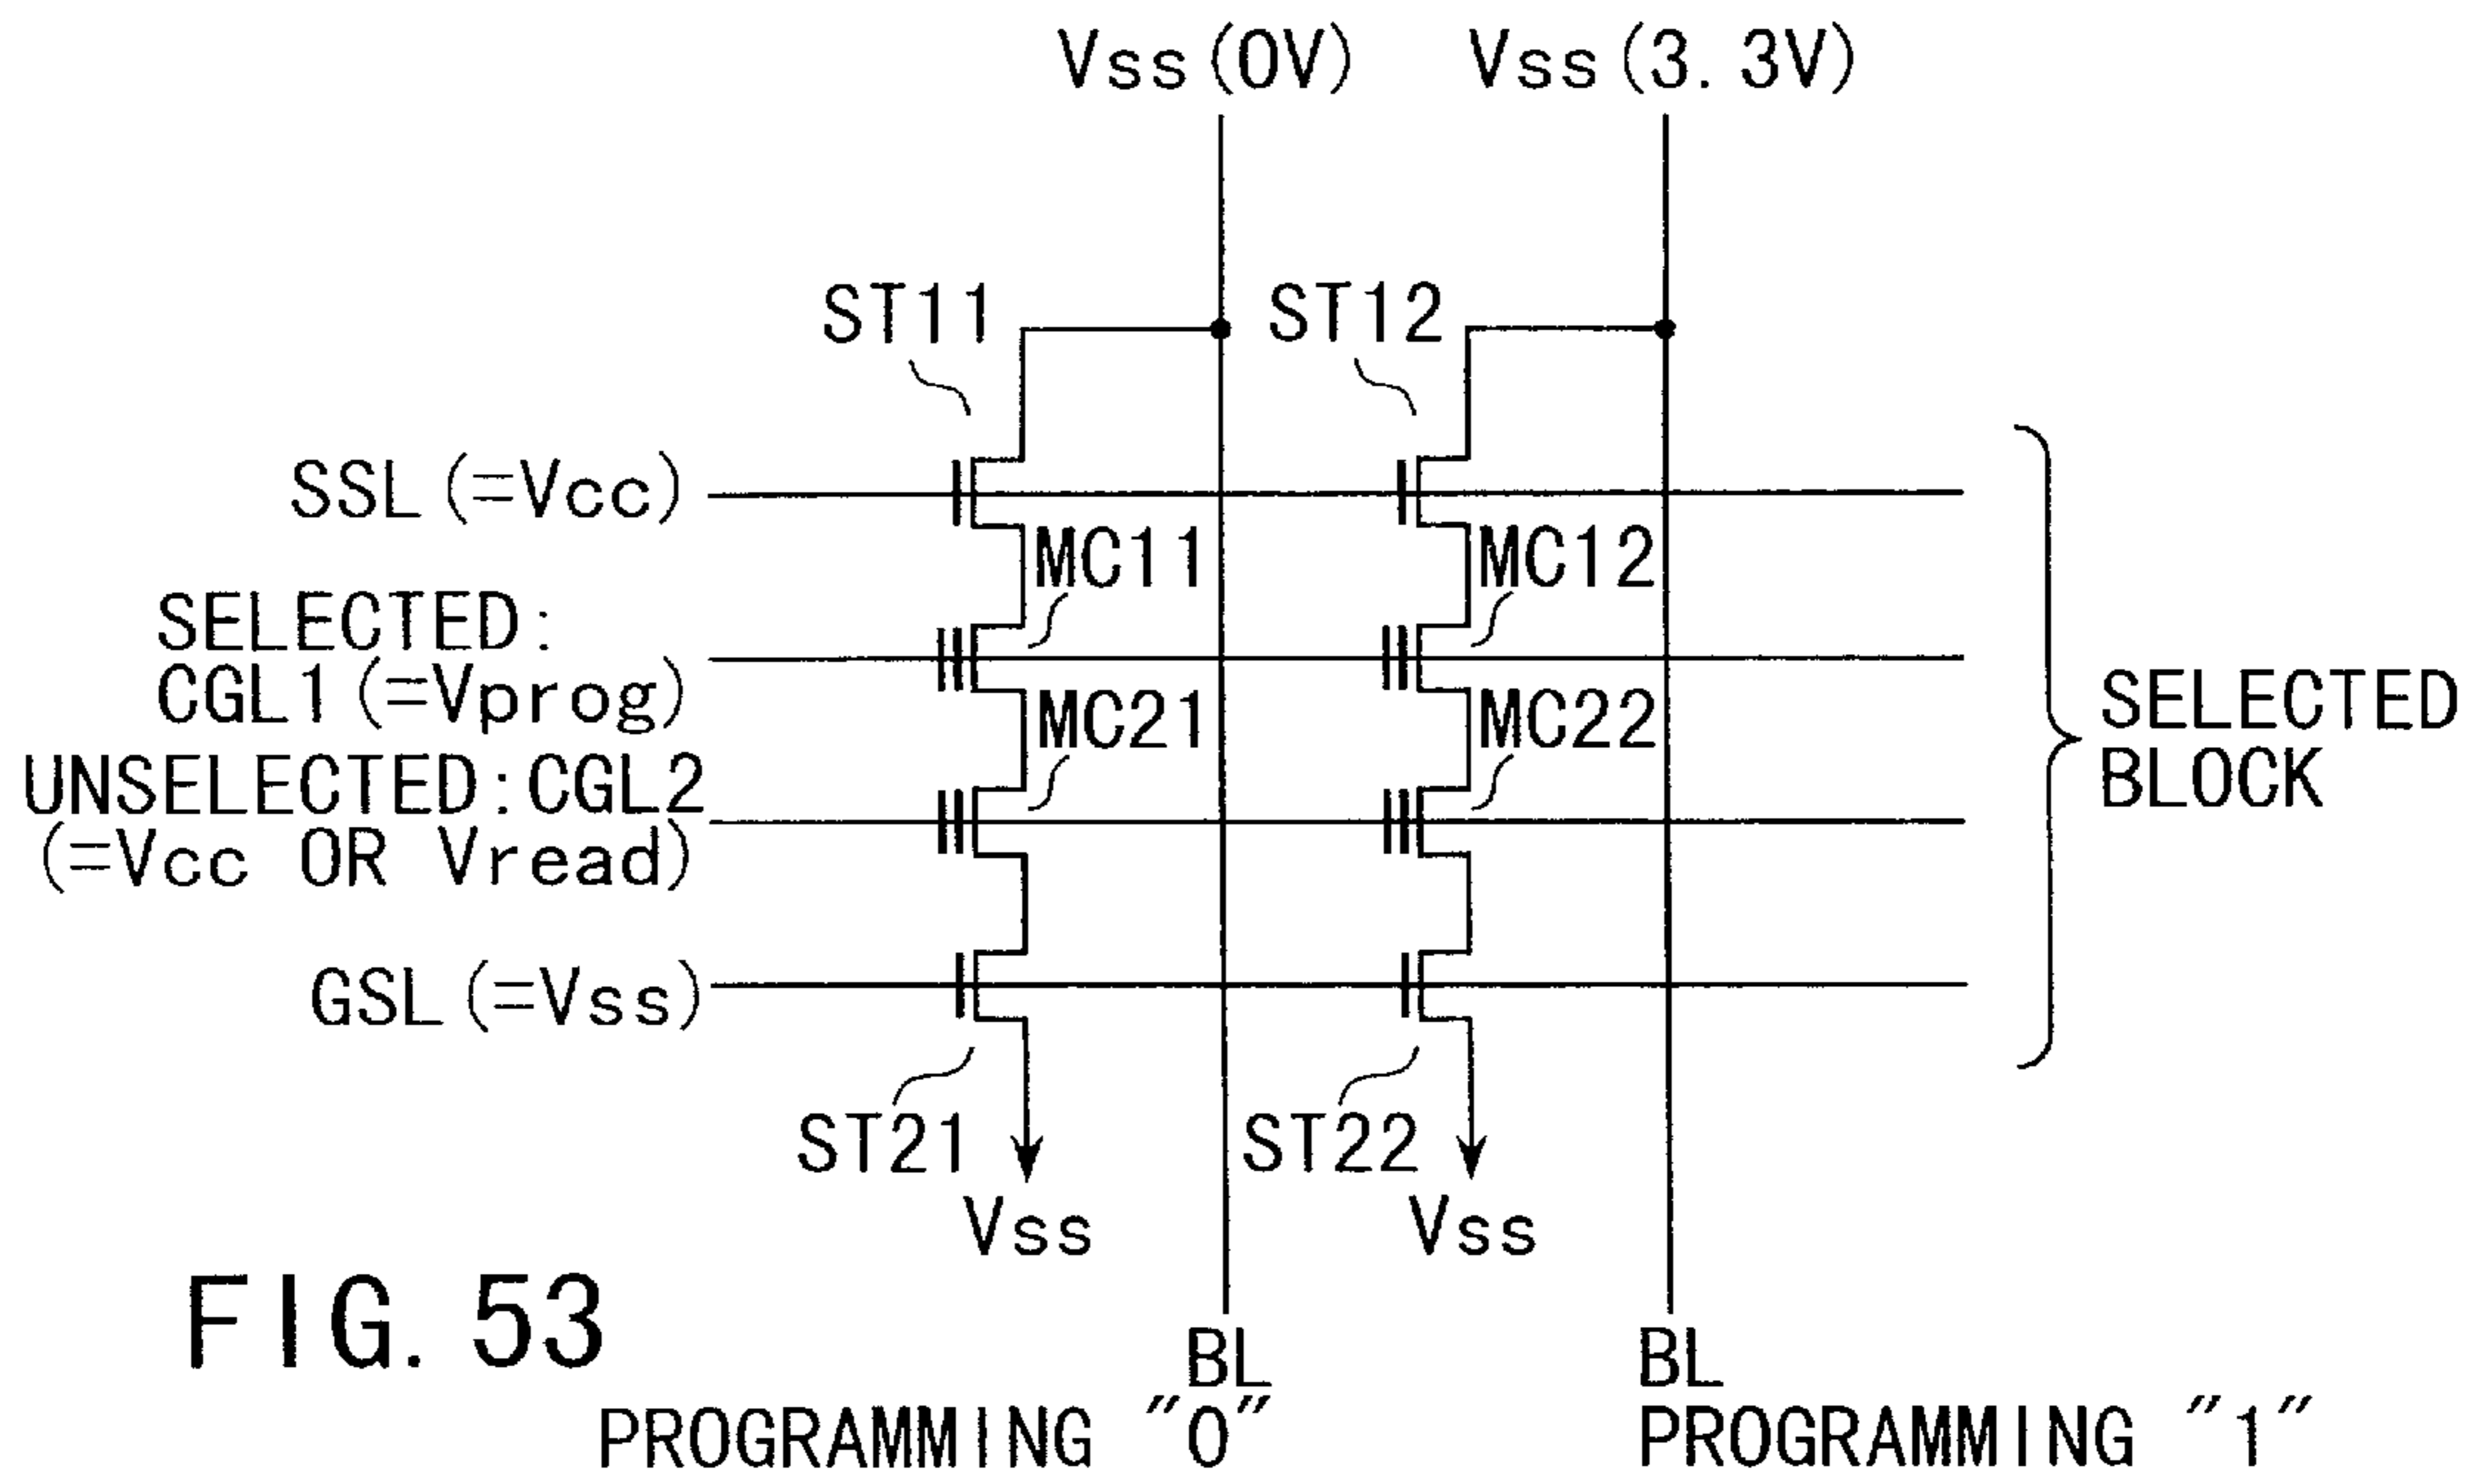 Vss(0V)
Vss(3.3V)
ST11
ST12
SSL(=Vcc)
MC11
MC12
SELECTED:
CGL1(=Vprog)
MC21
MC22
UNSELECTED:CGL2
(=Vcc OR Vread)
SELECTED
BLOCK
GSL(=Vss)
ST21
ST22
Vss
Vss
FIG. 53
BL
PROGRAMMING "0"
BL
PROGRAMMING "1"